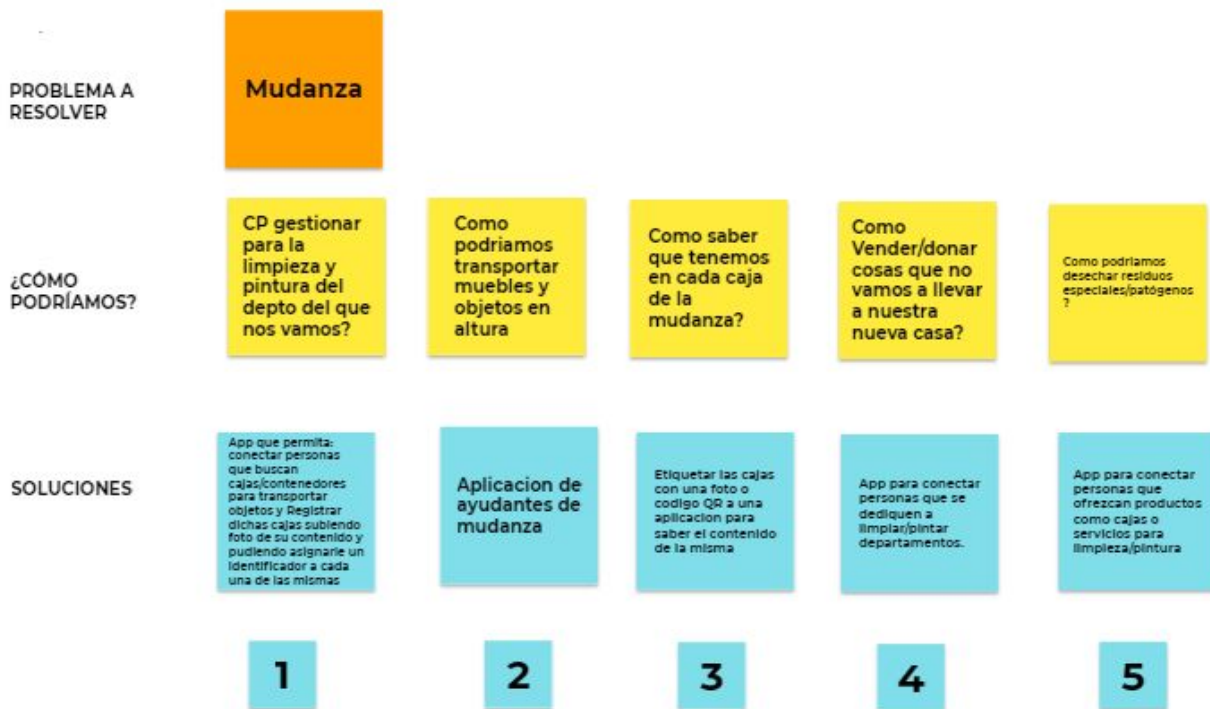 PROBLEMA A
RESOLVER
Mudanza
¿CÓMO
PODRÍAMOS?
CP gestionar
para la
limpieza y
pintura del
depto del que
nos vamos?
Como
podriamos
transportar
muebles y
objetos en
altura
Como saber
que tenemos
en cada caja
de la
mudanza?
Como
Vender/donar
cosas que no
vamos a llevar
a nuestra
nueva casa?
Como podriamos
desechar residuos
especiales/patógenos
?
SOLUCIONES
App que permita:
conectar personas
que buscan
cajas/contenedores
para transportar
objetos y Registrar
dichas cajas subiendo
foto de su contenido y
pudiendo asignarle un
identificador a cada
una de las mismas
Aplicacion de
ayudantes de
mudanza
Etiquetar las cajas
con una foto o
codigo QR a una
aplicacion para
saber el contenido
de la misma
App para conectar
personas que se
dediquen a
limpiar/pintar
departamentos.
App para conectar
personas que
ofrezcan productos
como cajas o
servicios para
limpieza/pintura
1
2
3
4
5